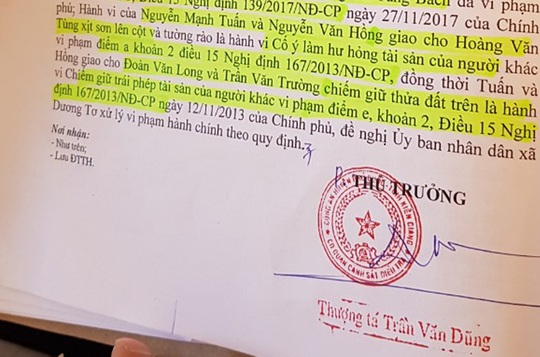 Nghị định 139/2017/NĐ-CP ngày 27/11/2017 của Chính
phủ; Hành vi của Nguyễn Mạnh Tuấn và Nguyễn Văn Hồng giao cho Hoàng Văn
Tùng xịt sơn lên cột và tường rào là hành vi Cố ý làm hư hỏng tài sản của người khác
vi phạm điểm a khoản 2 điều 15 Nghị định 167/2013/NĐ-CP, đồng thời Tuấn và
Hồng giao cho Đoàn Văn Long và Trần Văn Trường chiếm giữ thửa đất trên là hành
vi Chiếm giữ trái phép tài sản của người khác vi phạm điểm e, khoản 2, Điều 15 Nghị
định 167/2013/NĐ-CP ngày 12/11/2013 của Chính phủ, đề nghị Ủy ban nhân dân xã
Dương Tơ xử lý vi phạm hành chính theo quy định.
Nơi nhận:
- Như trên;
- Lưu ĐTTH.
THỦ TRƯỞNG
CƠ QUAN CẢNH SÁT ĐIỀU TRA
Thượng tá Trần Văn Dũng